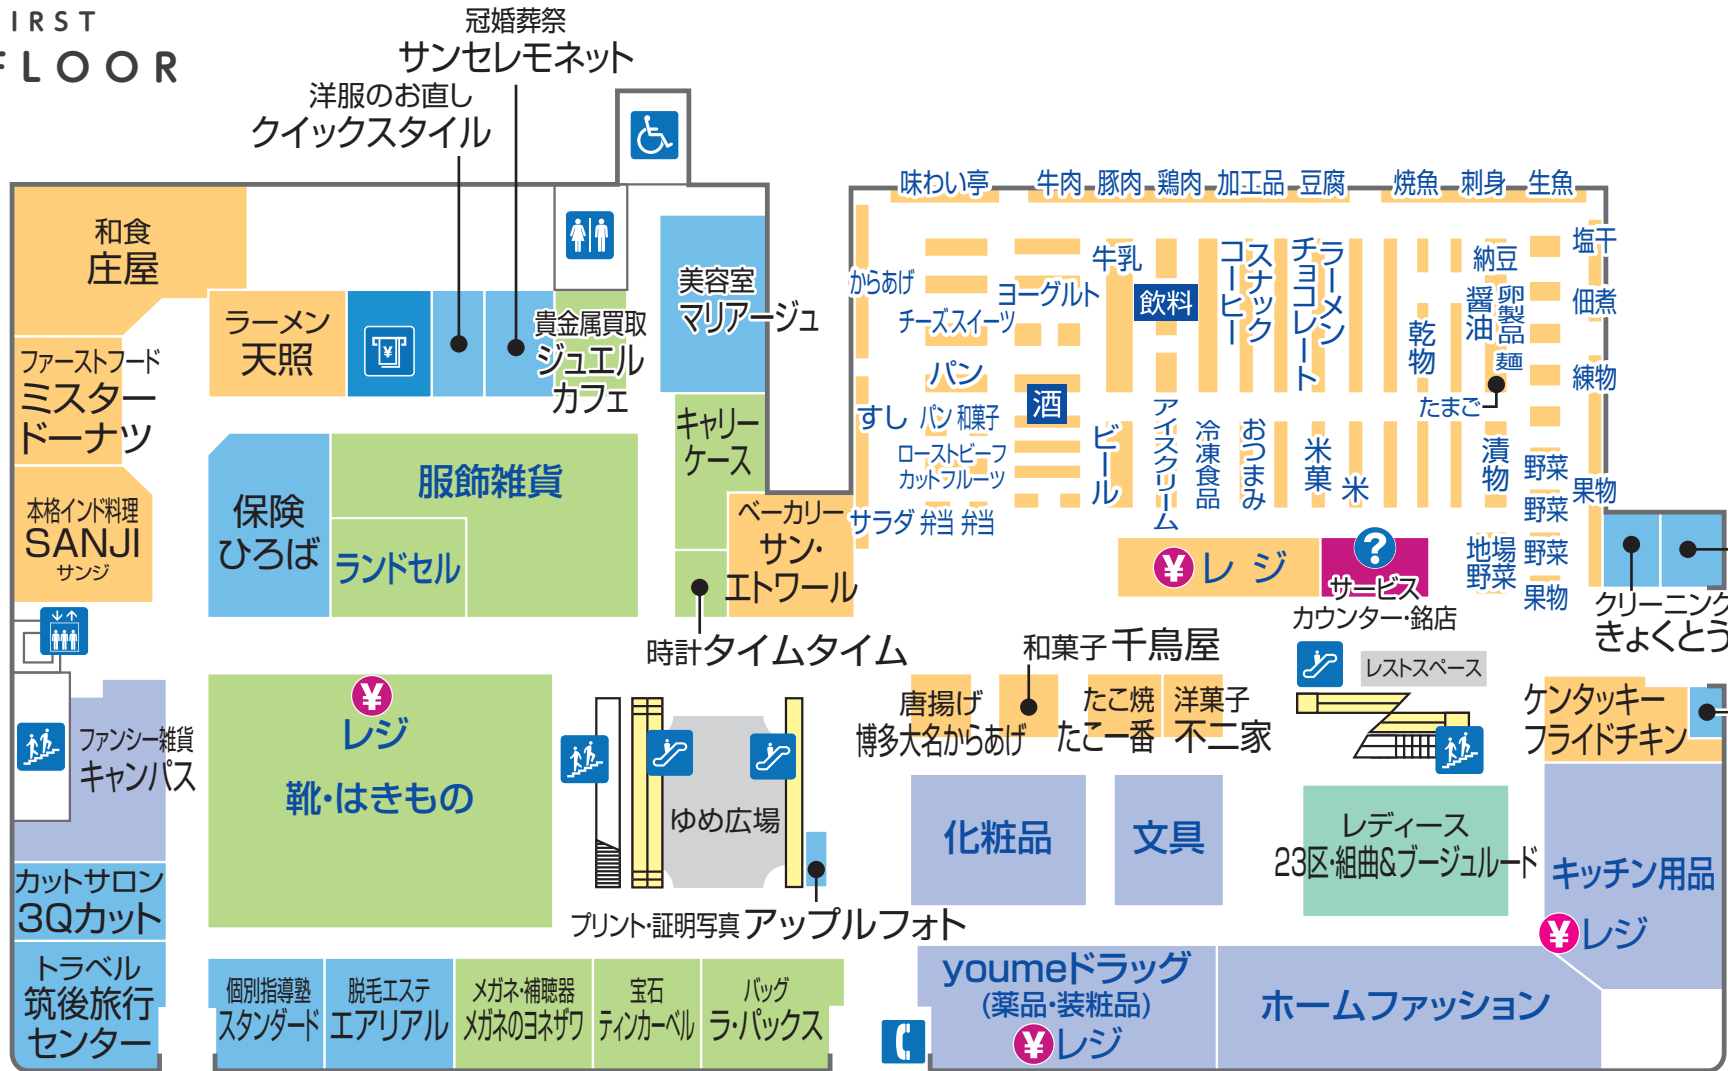 IRST
FLOOR
冠婚葬祭
サンセレモネット
洋服のお直し
クイックスタイル
和食
庄屋
ラーメン
天照
¥
貴金属買取
ジュエル
カフェ
美容室
マリアージュ
ファーストフード
ミスター
ドーナツ
キャリー
ケース
本格インド料理
SANJI
サンジ
保険
ひろば
服飾雑貨
ランドセル
ベーカリー
サン・
エトワール
時計 タイムタイム
味わい亭
牛肉
豚肉
鶏肉
加工品
豆腐
焼魚
刺身
生魚
塩干
からあげ
ヨーグルト
チーズスイーツ
牛乳
飲料
コーヒー
スナック
チョコレート
ラーメン
納豆
醤油
卵製品
麺
乾物
佃煮
練物
たまご
パン
酒
すし
パン 和菓子
ローストビーフ
カットフルーツ
サラダ 弁当 弁当
ビール
アイスクリーム
冷凍食品
おつまみ
米菓
米
漬物
野菜
果物
野菜
地場
野菜
野菜
果物
¥ レジ
?
サービス
カウンター・銘店
クリーニング
きょくとう
和菓子 千鳥屋
唐揚げ
博多大名からあげ
たこ焼
たこ一番
洋菓子
不二家
レストスペース
ケンタッキー
フライドチキン
ファンシー雑貨
キャンパス
¥
レジ
靴・はきもの
ゆめ広場
化粧品
文具
レディース
23区・組曲&ブージュルード
キッチン用品
¥ レジ
カットサロン
3Qカット
プリント・証明写真 アップルフォト
トラベル
筑後旅行
センター
個別指導塾
スタンダード
脱毛エステ
エアリアル
メガネ・補聴器
メガネのヨネザワ
宝石
ティンカーベル
バッグ
ラ・パックス
youmeドラッグ
(薬品・装粧品)
¥ レジ
ホームファッション